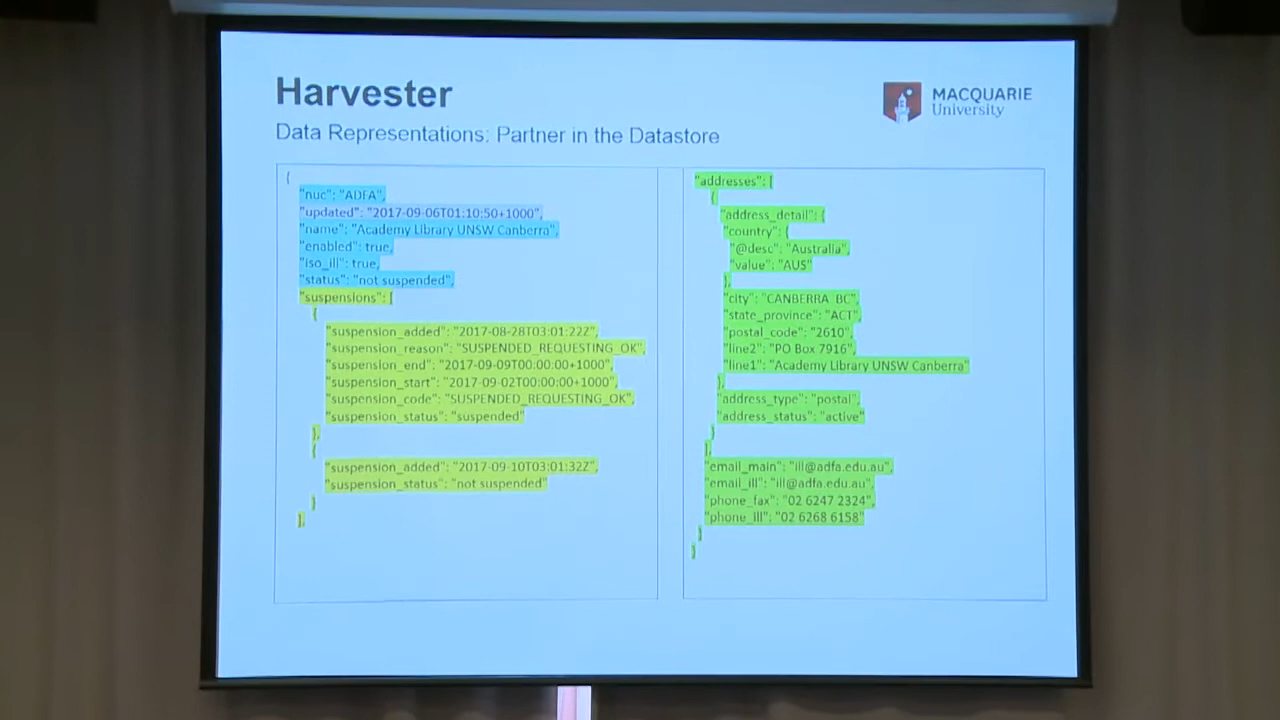 Harvester
MACQUARIE
University
Data Representations: Partner in the Datastore
{
"nuc": "ADFA",
"updated": "2017-09-06T01:10:50+1000",
"name": "Academy Library UNSW Canberra",
"enabled": true,
"iso_ill": true,
"status": "not suspended",
"suspensions": [
{
"suspension_added": "2017-08-28T03:01:22Z",
"suspension_reason": "SUSPENDED_REQUESTING_OK",
"suspension_end": "2017-09-09T00:00:00+1000",
"suspension_start": "2017-09-02T00:00:00+1000",
"suspension_code": "SUSPENDED_REQUESTING_OK",
"suspension_status": "suspended"
},
{
"suspension_added": "2017-09-10T03:01:32Z",
"suspension_status": "not suspended"
}
],
"addresses": [
{
"address_detail": {
"country": {
"@desc": "Australia",
"value": "AUS"
},
"city": "CANBERRA BC",
"state_province": "ACT",
"postal_code": "2610",
"line2": "PO Box 7916",
"line1": "Academy Library UNSW Canberra"
},
"address_type": "postal",
"address_status": "active"
}
],
"email_main": "ill@adfa.edu.au",
"email_ill": "ill@adfa.edu.au",
"phone_fax": "02 6247 2324",
"phone_ill": "02 6268 6158"
}
]